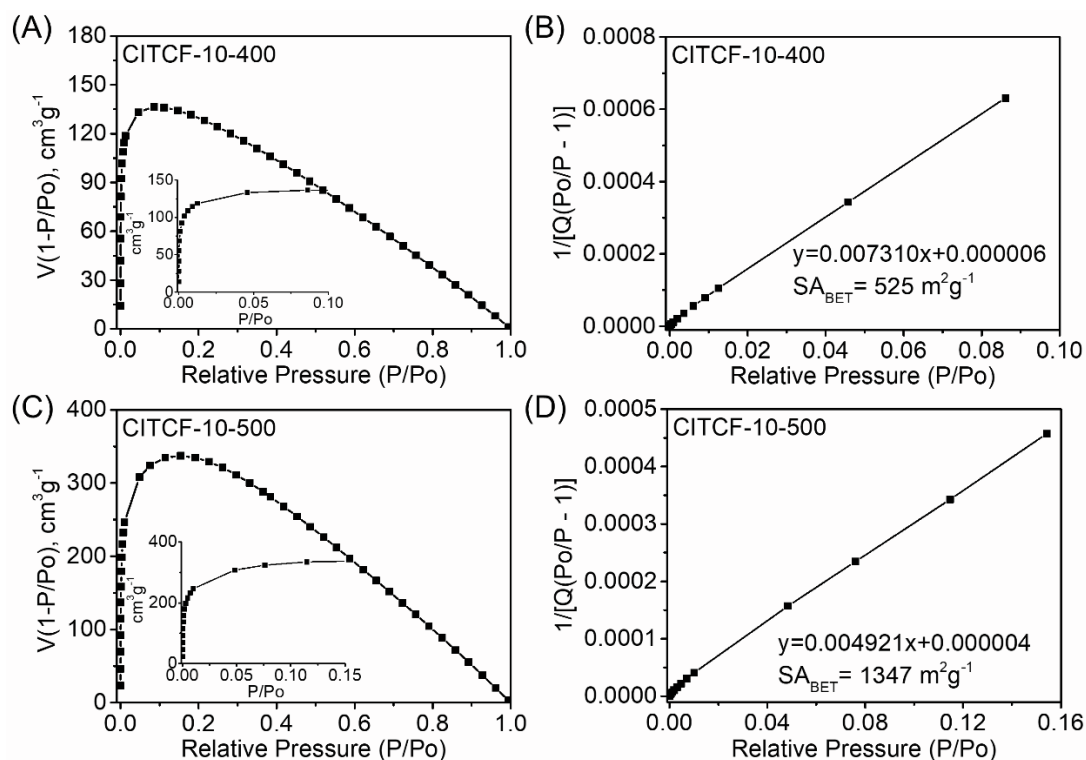 (A)
CITCF-10-400
V(1-P/Po), cm³g⁻¹
180
150
120
90
60
30
0
0.0 0.2 0.4 0.6 0.8 1.0
Relative Pressure (P/Po)
cm³g⁻¹
150
100
50
0
0.00 0.05 0.10
P/Po
(B)
CITCF-10-400
1/[Q(Po/P - 1)]
0.0008
0.0006
0.0004
0.0002
0.0000
y=0.007310x+0.000006
SA_BET= 525 m²g⁻¹
0.00 0.02 0.04 0.06 0.08 0.10
Relative Pressure (P/Po)
(C)
CITCF-10-500
V(1-P/Po), cm³g⁻¹
400
300
200
100
0
0.0 0.2 0.4 0.6 0.8 1.0
Relative Pressure (P/Po)
cm³g⁻¹
400
200
0
0.00 0.05 0.10 0.15
P/Po
(D)
CITCF-10-500
1/[Q(Po/P - 1)]
0.0005
0.0004
0.0003
0.0002
0.0001
0.0000
y=0.004921x+0.000004
SA_BET= 1347 m²g⁻¹
0.00 0.04 0.08 0.12 0.16
Relative Pressure (P/Po)